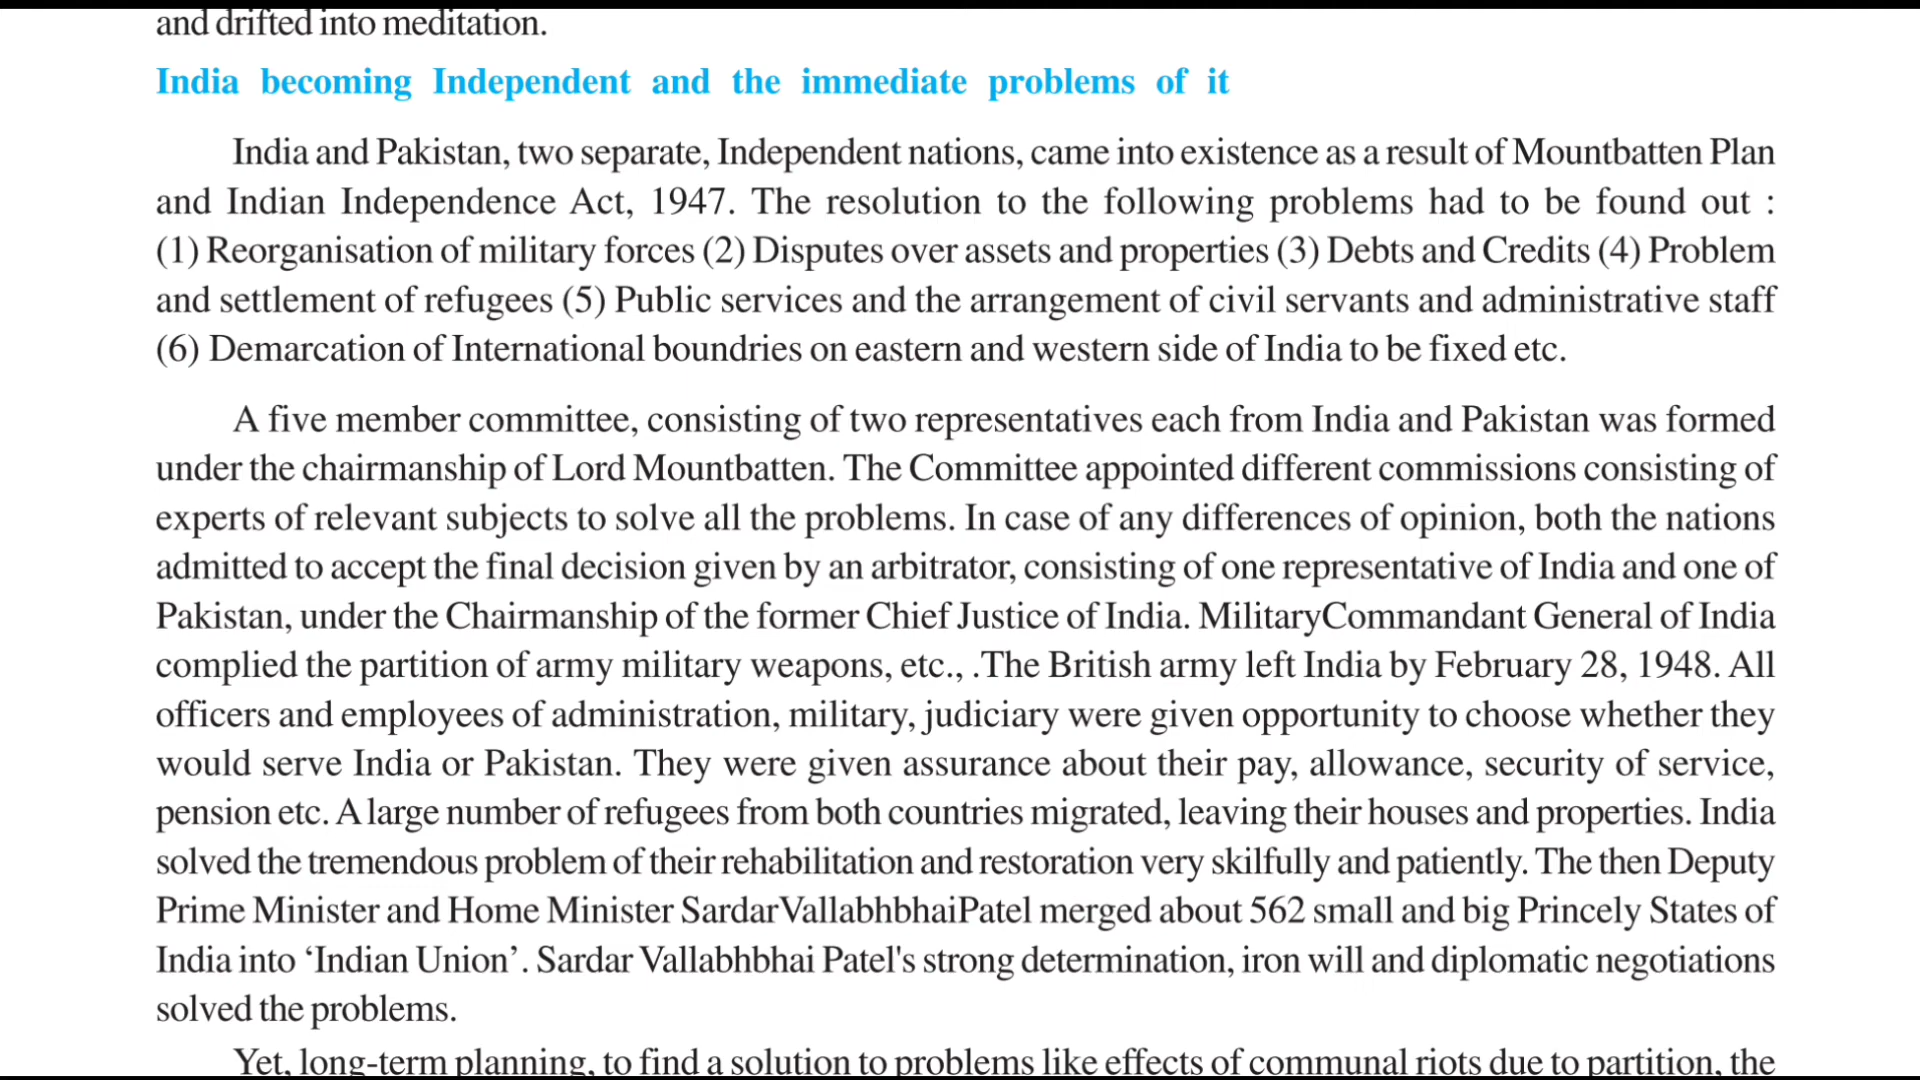 and drifted into meditation.
India becoming Independent and the immediate problems of it
India and Pakistan, two separate, Independent nations, came into existence as a result of Mountbatten Plan
and Indian Independence Act, 1947. The resolution to the following problems had to be found out :
(1) Reorganisation of military forces (2) Disputes over assets and properties (3) Debts and Credits (4) Problem
and settlement of refugees (5) Public services and the arrangement of civil servants and administrative staff
(6) Demarcation of International boundries on eastern and western side of India to be fixed etc.
A five member committee, consisting of two representatives each from India and Pakistan was formed
under the chairmanship of Lord Mountbatten. The Committee appointed different commissions consisting of
experts of relevant subjects to solve all the problems. In case of any differences of opinion, both the nations
admitted to accept the final decision given by an arbitrator, consisting of one representative of India and one of
Pakistan, under the Chairmanship of the former Chief Justice of India. MilitaryCommandant General of India
complied the partition of army military weapons, etc., .The British army left India by February 28, 1948. All
officers and employees of administration, military, judiciary were given opportunity to choose whether they
would serve India or Pakistan. They were given assurance about their pay, allowance, security of service,
pension etc. A large number of refugees from both countries migrated, leaving their houses and properties. India
solved the tremendous problem of their rehabilitation and restoration very skilfully and patiently. The then Deputy
Prime Minister and Home Minister SardarVallabhbhaiPatel merged about 562 small and big Princely States of
India into ‘Indian Union’. Sardar Vallabhbhai Patel's strong determination, iron will and diplomatic negotiations
solved the problems.
Yet, long-term planning, to find a solution to problems like effects of communal riots due to partition, the